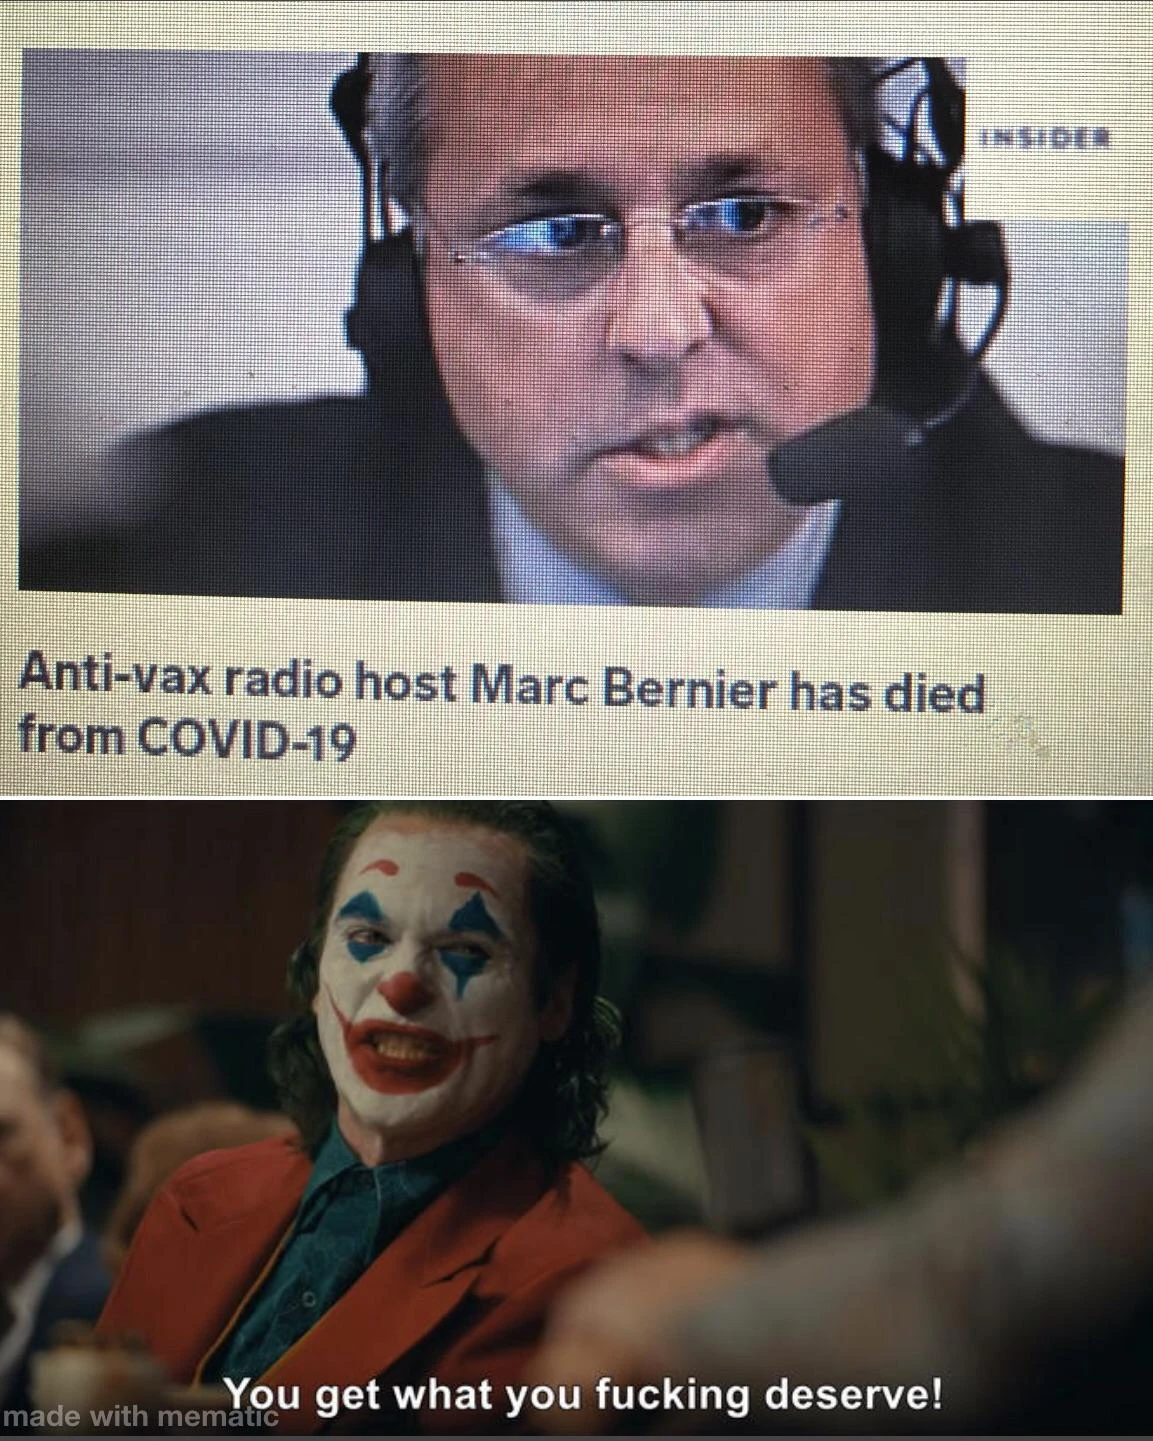 INSIDER
Anti-vax radio host Marc Bernier has died
from COVID-19
You get what you fucking deserve!
made with mematic